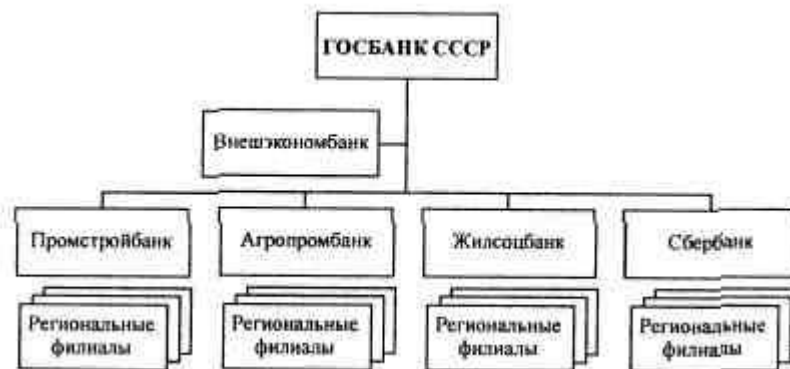 ГОСБАНК СССР
Внешэкономбанк
Промстройбанк
Агропромбанк
Жилсоцбанк
Сбербанк
Региональные
филиалы
Региональные
филиалы
Региональные
филиалы
Региональные
филиалы